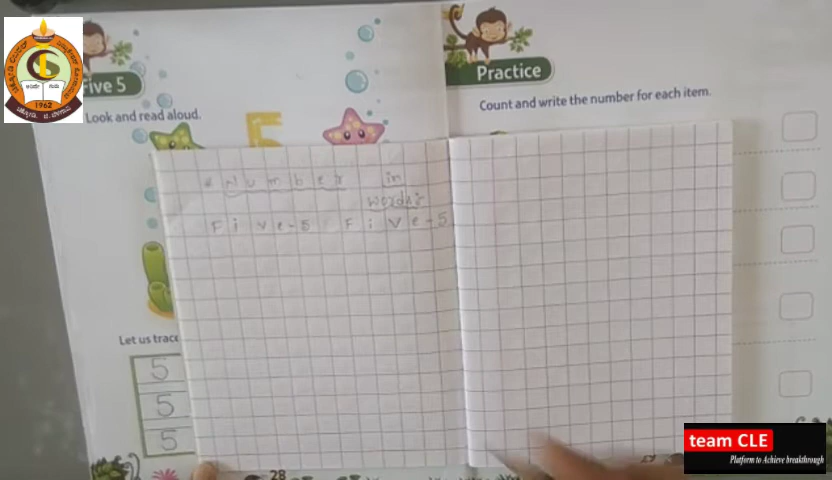 Five 5
Look and read aloud.
5
Practice
Count and write the number for each item.
* Number in
words:
Five-5 Five-5
Let us trace
5
5
5
28
1962
team CLE
Platform to Achieve breakthrough